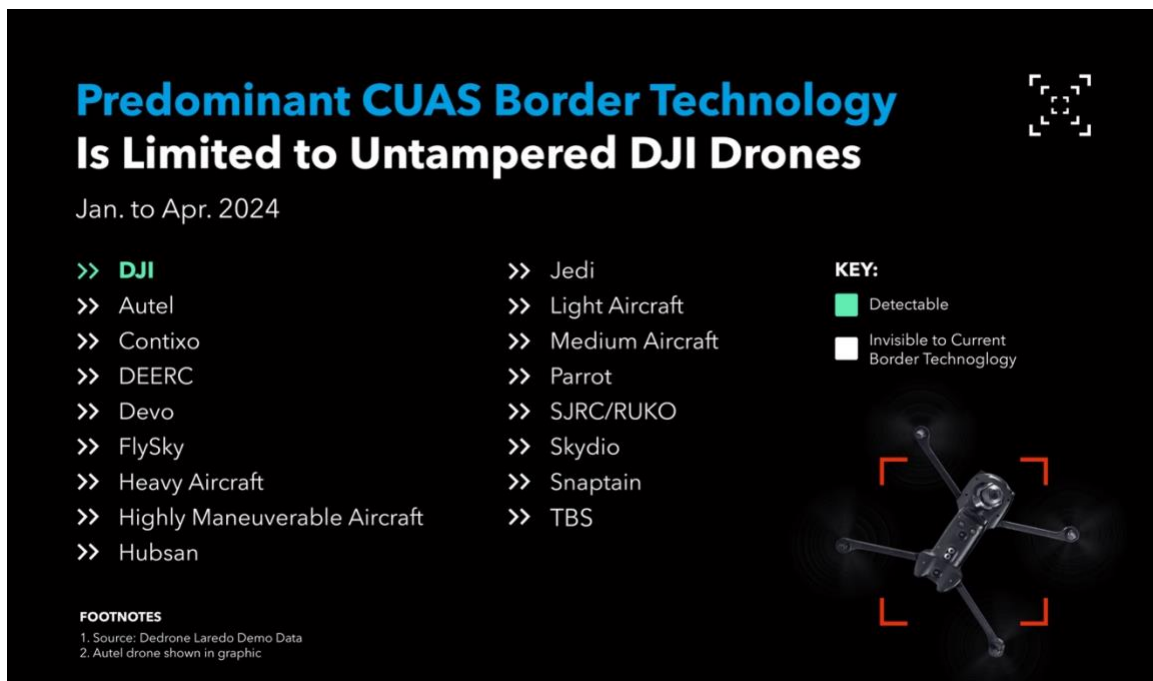 Predominant CUAS Border Technology
Is Limited to Untampered DJI Drones
Jan. to Apr. 2024
>> DJI
>> Autel
>> Contixo
>> DEERC
>> Devo
>> FlySky
>> Heavy Aircraft
>> Highly Maneuverable Aircraft
>> Hubsan
>> Jedi
>> Light Aircraft
>> Medium Aircraft
>> Parrot
>> SJRC/RUKO
>> Skydio
>> Snaptain
>> TBS
KEY:
Detectable
Invisible to Current
Border Technoglogy
FOOTNOTES
1. Source: Dedrone Laredo Demo Data
2. Autel drone shown in graphic